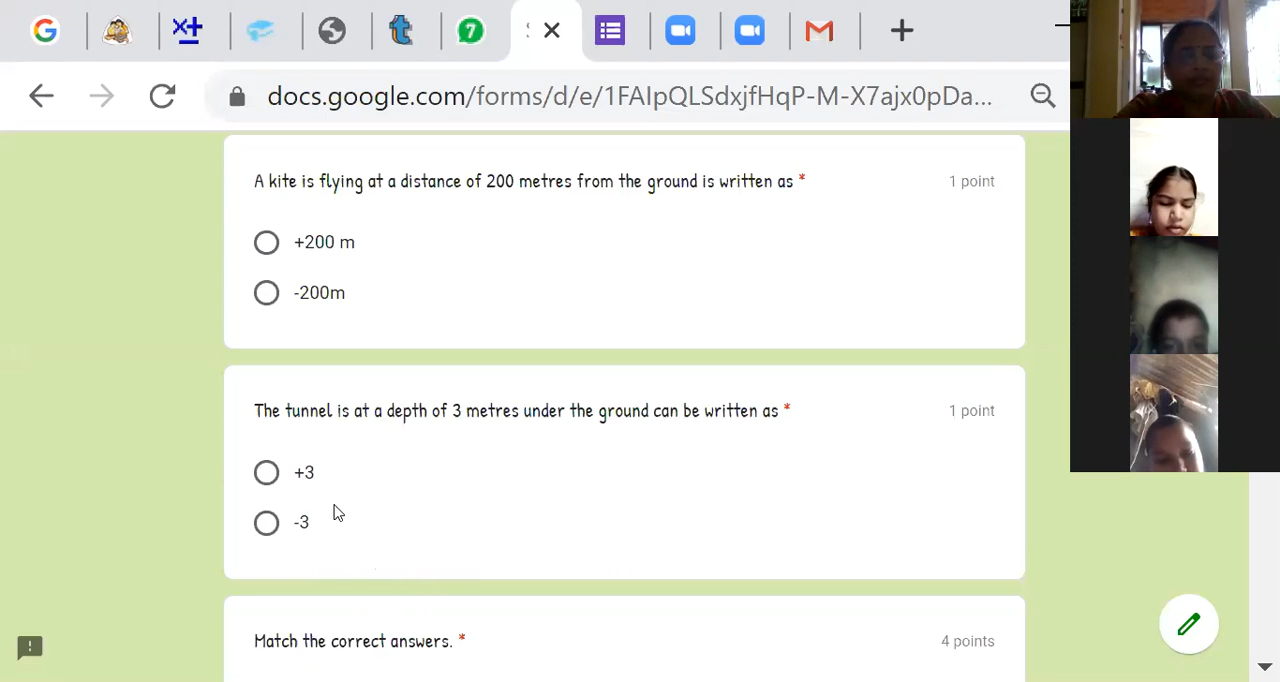 docs.google.com/forms/d/e/1FAIpQLSdxjfHqP-M-X7ajx0pDa...
A kite is flying at a distance of 200 metres from the ground is written as *
1 point
+200 m
-200m
The tunnel is at a depth of 3 metres under the ground can be written as *
1 point
+3
-3
Match the correct answers. *
4 points